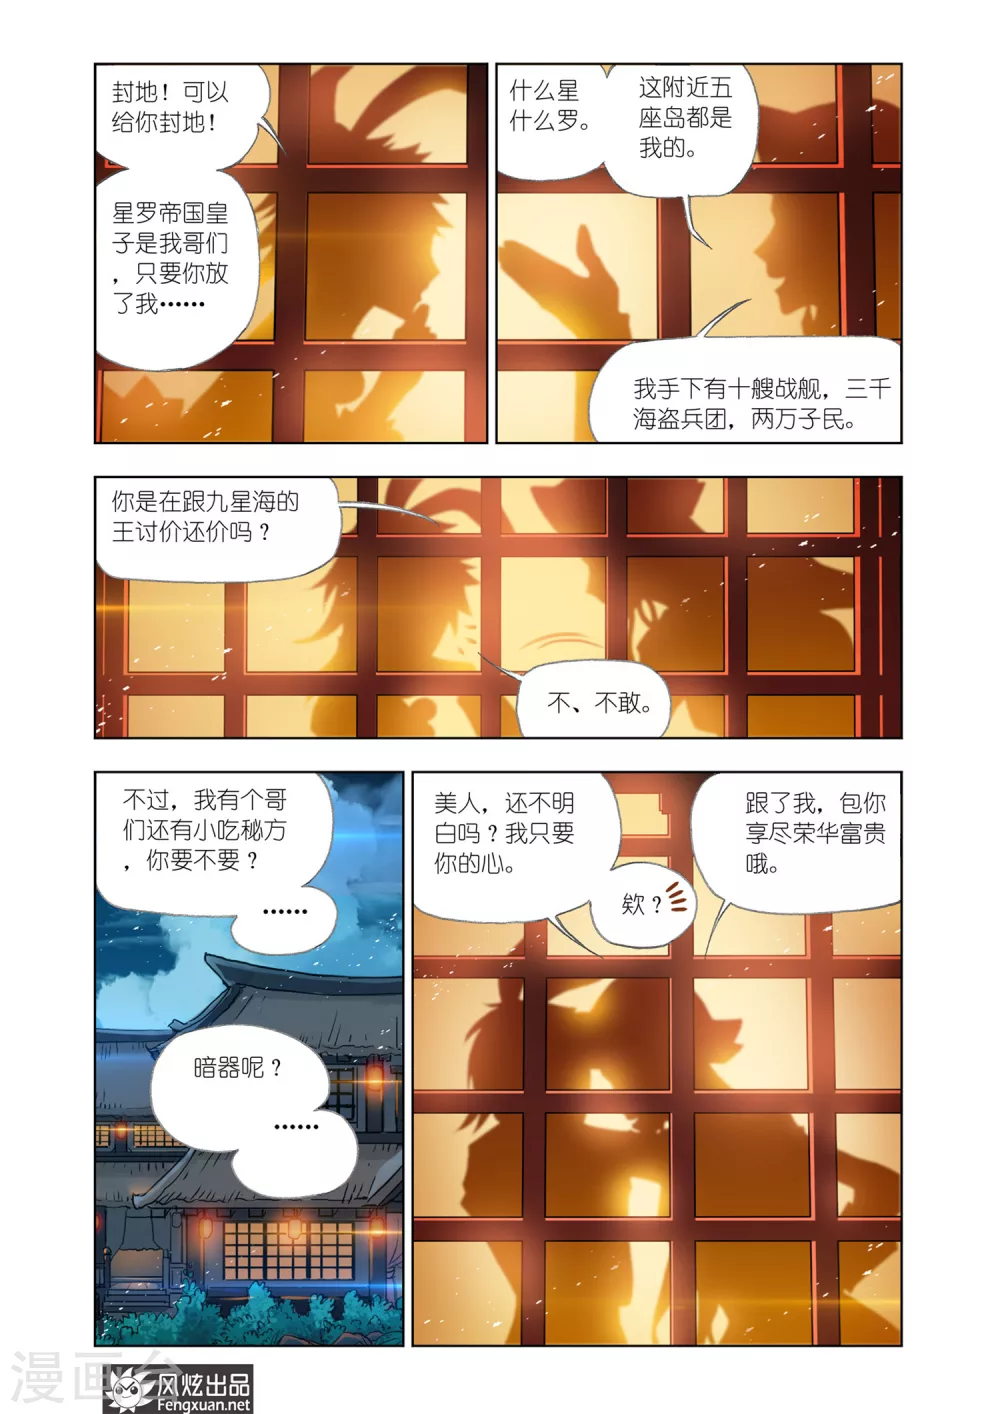 封地！可以
给你封地！
星罗帝国皇
子是我哥们
，只要你放
了我……
什么星
什么罗。
这附近五
座岛都是
我的。
我手下有十艘战舰，三千
海盗兵团，两万子民。
你是在跟九星海的
王讨价还价吗？
不、不敢。
不过，我有个哥
们还有小吃秘方
，你要不要？
……
暗器呢？
……
美人，还不明
白吗？我只要
你的心。
欸？
跟了我，包你
享尽荣华富贵
哦。
漫画台
风炫出品
Fengxuan.net